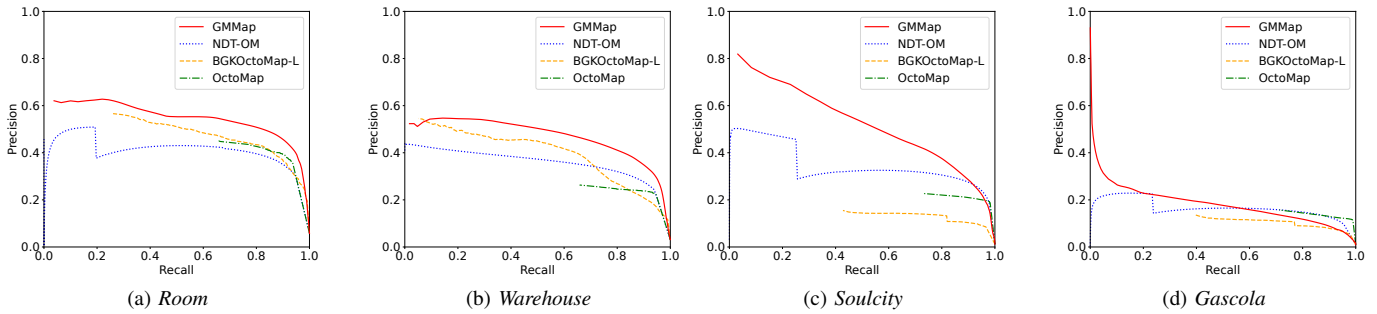 1.0
0.8
0.6
0.4
0.2
0.0
Precision
0.0 0.2 0.4 0.6 0.8 1.0
Recall
GMMap
NDT-OM
BGKOctoMap-L
OctoMap
(a) Room
1.0
0.8
0.6
0.4
0.2
0.0
Precision
0.0 0.2 0.4 0.6 0.8 1.0
Recall
GMMap
NDT-OM
BGKOctoMap-L
OctoMap
(b) Warehouse
1.0
0.8
0.6
0.4
0.2
0.0
Precision
0.0 0.2 0.4 0.6 0.8 1.0
Recall
GMMap
NDT-OM
BGKOctoMap-L
OctoMap
(c) Soulcity
1.0
0.8
0.6
0.4
0.2
0.0
Precision
0.0 0.2 0.4 0.6 0.8 1.0
Recall
GMMap
NDT-OM
BGKOctoMap-L
OctoMap
(d) Gascola